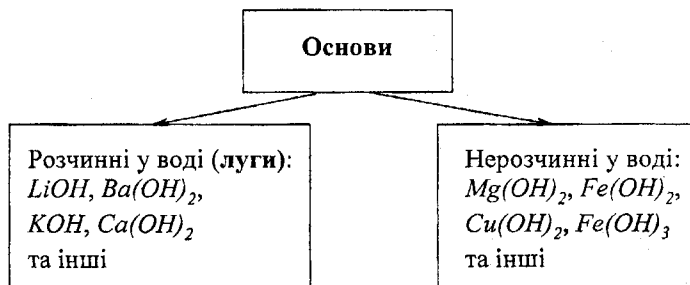 Основи
Розчинні у воді (луги):
LiOH, Ba(OH)₂,
KOH, Ca(OH)₂
та інші
Нерозчинні у воді:
Mg(OH)₂, Fe(OH)₂,
Cu(OH)₂, Fe(OH)₃
та інші